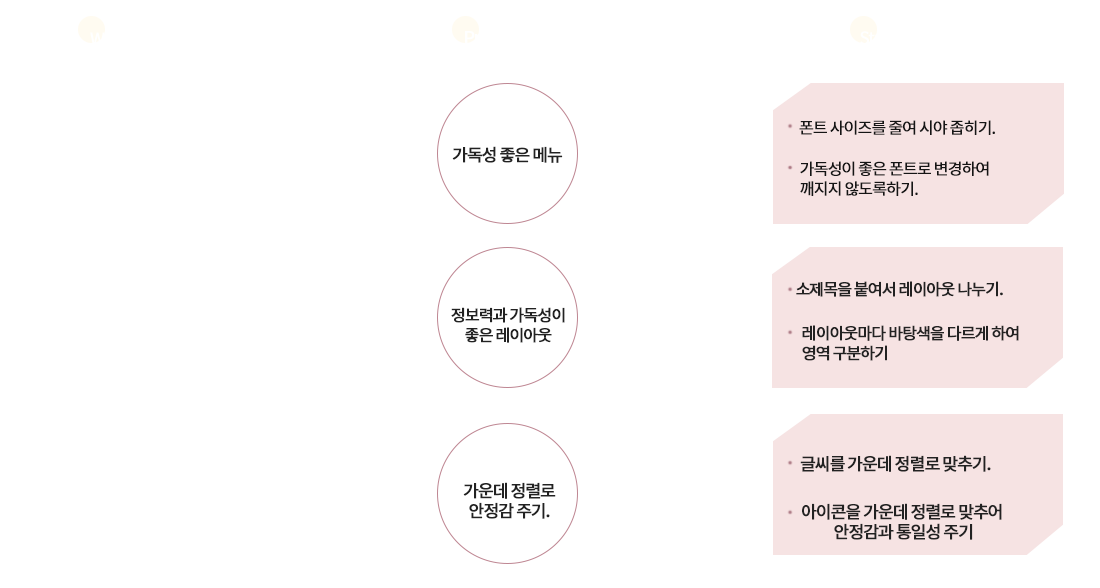 가독성 좋은 메뉴
• 폰트 사이즈를 줄여 시야 좁히기.
• 가독성이 좋은 폰트로 변경하여
깨지지 않도록하기.
정보력과 가독성이
좋은 레이아웃
• 소제목을 붙여서 레이아웃 나누기.
• 레이아웃마다 바탕색을 다르게 하여
영역 구분하기
가운데 정렬로
안정감 주기.
• 글씨를 가운데 정렬로 맞추기.
• 아이콘을 가운데 정렬로 맞추어
안정감과 통일성 주기